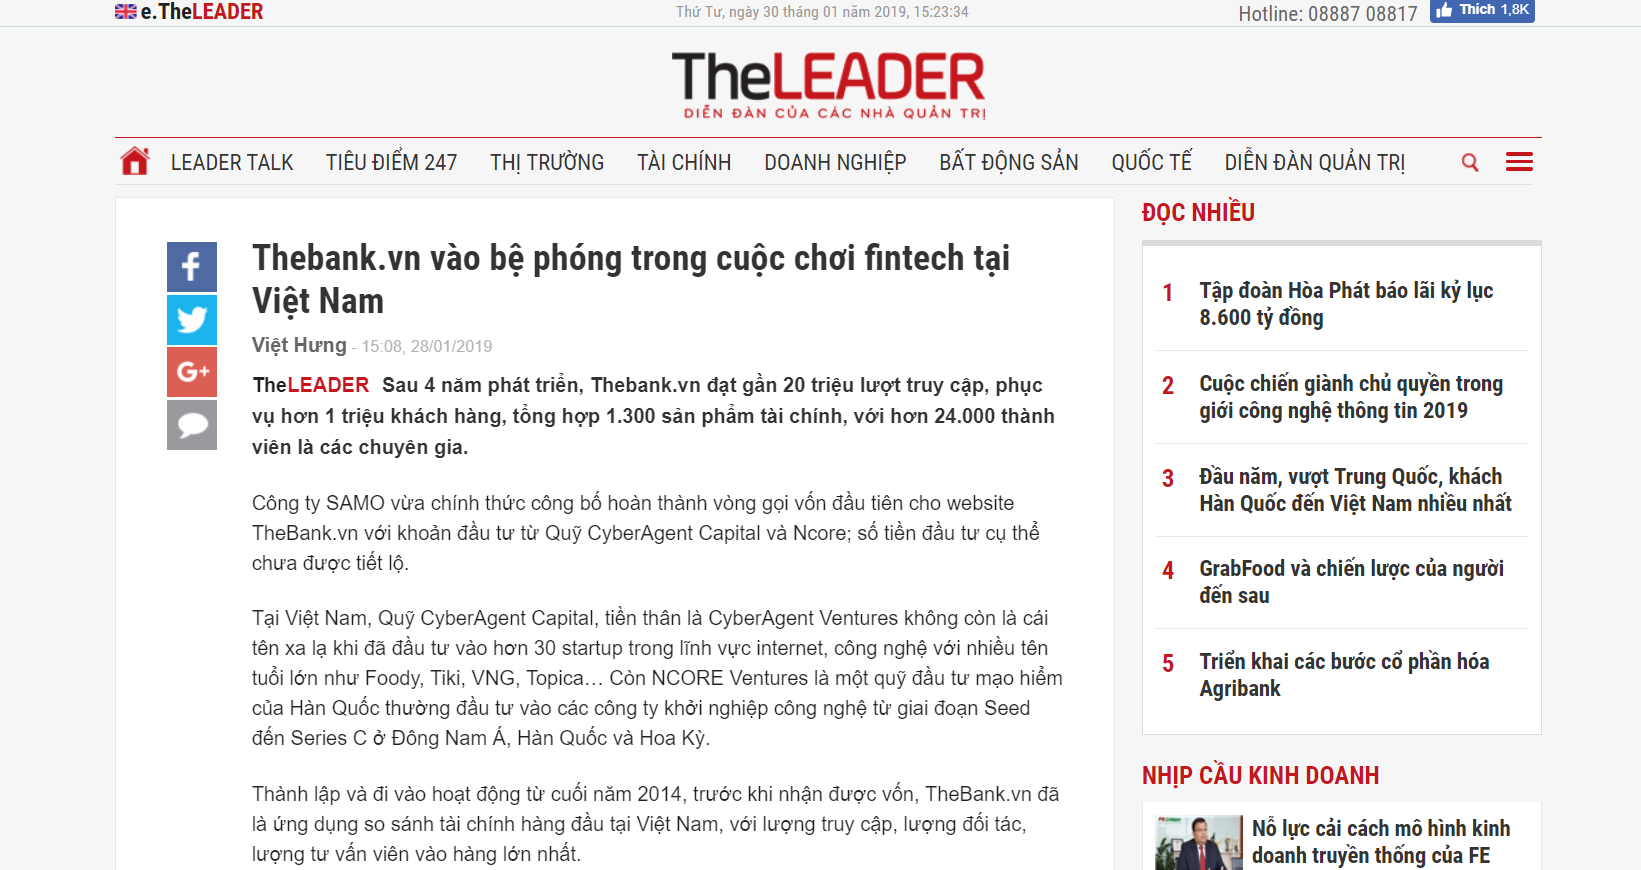 e.TheLEADER
Thứ Tư, ngày 30 tháng 01 năm 2019, 15:23:34
Hotline: 08887 08817
Thích 1,8K
TheLEADER
DIỄN ĐÀN CỦA CÁC NHÀ QUẢN TRỊ
LEADER TALK TIÊU ĐIỂM 247 THỊ TRƯỜNG TÀI CHÍNH DOANH NGHIỆP BẤT ĐỘNG SẢN QUỐC TẾ DIỄN ĐÀN QUẢN TRỊ
Thebank.vn vào bệ phóng trong cuộc chơi fintech tại
Việt Nam
Việt Hưng - 15:08, 28/01/2019
TheLEADER Sau 4 năm phát triển, Thebank.vn đạt gần 20 triệu lượt truy cập, phục
vụ hơn 1 triệu khách hàng, tổng hợp 1.300 sản phẩm tài chính, với hơn 24.000 thành
viên là các chuyên gia.
Công ty SAMO vừa chính thức công bố hoàn thành vòng gọi vốn đầu tiên cho website
TheBank.vn với khoản đầu tư từ Quỹ CyberAgent Capital và Ncore; số tiền đầu tư cụ thể
chưa được tiết lộ.
Tại Việt Nam, Quỹ CyberAgent Capital, tiền thân là CyberAgent Ventures không còn là cái
tên xa lạ khi đã đầu tư vào hơn 30 startup trong lĩnh vực internet, công nghệ với nhiều tên
tuổi lớn như Foody, Tiki, VNG, Topica… Còn NCORE Ventures là một quỹ đầu tư mạo hiểm
của Hàn Quốc thường đầu tư vào các công ty khởi nghiệp công nghệ từ giai đoạn Seed
đến Series C ở Đông Nam Á, Hàn Quốc và Hoa Kỳ.
Thành lập và đi vào hoạt động từ cuối năm 2014, trước khi nhận được vốn, TheBank.vn đã
là ứng dụng so sánh tài chính hàng đầu tại Việt Nam, với lượng truy cập, lượng đối tác,
lượng tư vấn viên vào hàng lớn nhất.
ĐỌC NHIỀU
1 Tập đoàn Hòa Phát báo lãi kỷ lục
8.600 tỷ đồng
2 Cuộc chiến giành chủ quyền trong
giới công nghệ thông tin 2019
3 Đầu năm, vượt Trung Quốc, khách
Hàn Quốc đến Việt Nam nhiều nhất
4 GrabFood và chiến lược của người
đến sau
5 Triển khai các bước cổ phần hóa
Agribank
NHỊP CẦU KINH DOANH
Nỗ lực cải cách mô hình kinh
doanh truyền thống của FE